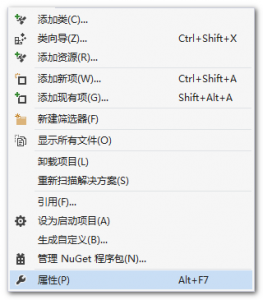 添加类(C)...
类向导(Z)... Ctrl+Shift+X
添加资源(R)...
添加新项(W)... Ctrl+Shift+A
添加现有项(G)... Shift+Alt+A
新建筛选器(F)
显示所有文件(O)
卸载项目(L)
重新扫描解决方案(S)
引用(F)...
设为启动项目(A)
生成自定义(B)...
管理 NuGet 程序包(N)...
属性(P) Alt+F7